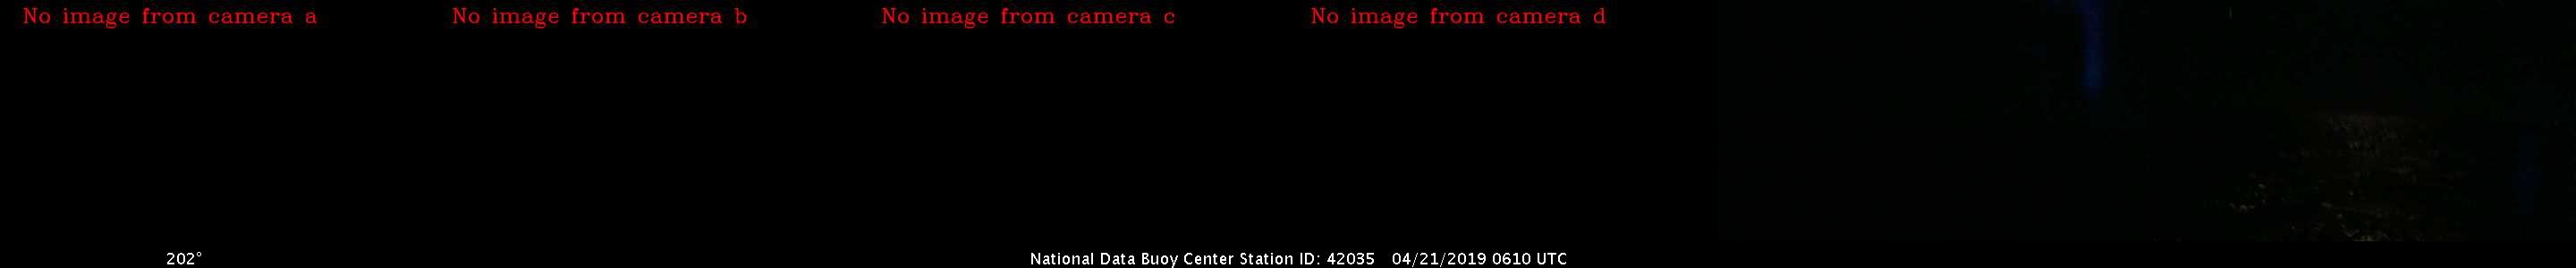 No image from camera a
No image from camera b
No image from camera c
No image from camera d
202°
National Data Buoy Center Station ID: 42035 04/21/2019 0610 UTC